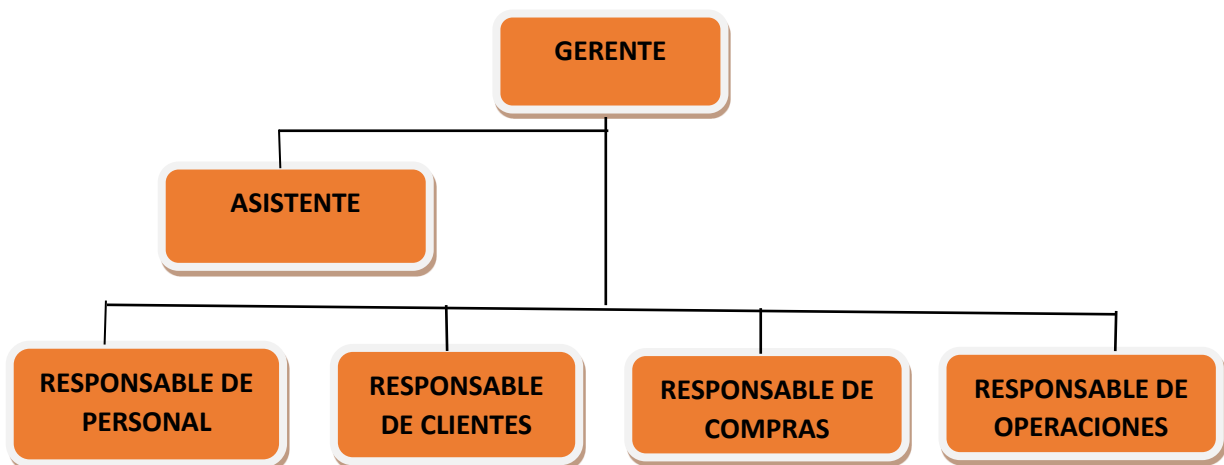 GERENTE
ASISTENTE
RESPONSABLE DE
PERSONAL
RESPONSABLE
DE CLIENTES
RESPONSABLE DE
COMPRAS
RESPONSABLE DE
OPERACIONES